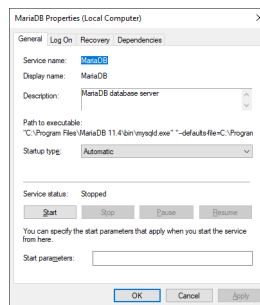 MariaDB Properties (Local Computer)
General Log On Recovery Dependencies
Service name: MariaDB
Display name: MariaDB
Description: MariaDB database server
Path to executable:
"C:\Program Files\MariaDB 11.4\bin\mysqld.exe" "--defaults-file=C:\Program
Startup type: Automatic
Service status: Stopped
Start Stop Pause Resume
You can specify the start parameters that apply when you start the service
from here.
Start parameters:
OK Cancel Apply